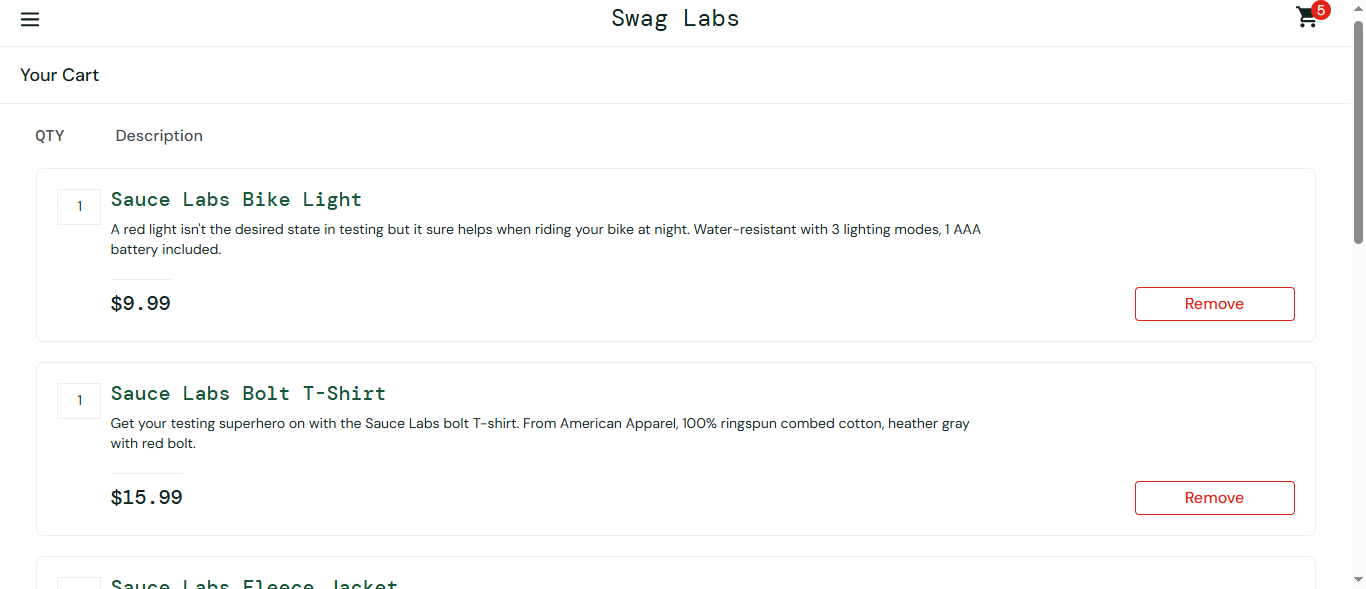 Swag Labs
5
Your Cart
QTY Description
1
Sauce Labs Bike Light
A red light isn't the desired state in testing but it sure helps when riding your bike at night. Water-resistant with 3 lighting modes, 1 AAA
battery included.
$9.99
Remove
1
Sauce Labs Bolt T-Shirt
Get your testing superhero on with the Sauce Labs bolt T-shirt. From American Apparel, 100% ringspun combed cotton, heather gray
with red bolt.
$15.99
Remove
Sauce Labs Fleece Jacket